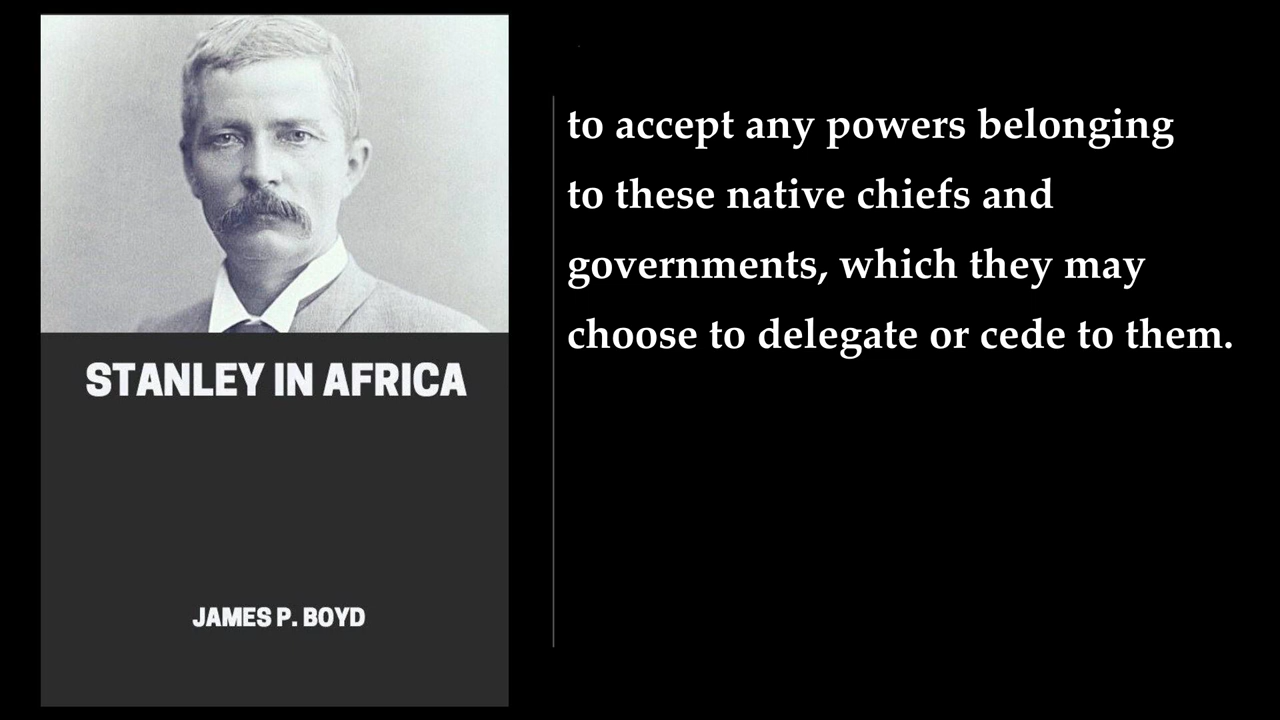 STANLEY IN AFRICA
JAMES P. BOYD
to accept any powers belonging
to these native chiefs and
governments, which they may
choose to delegate or cede to them.